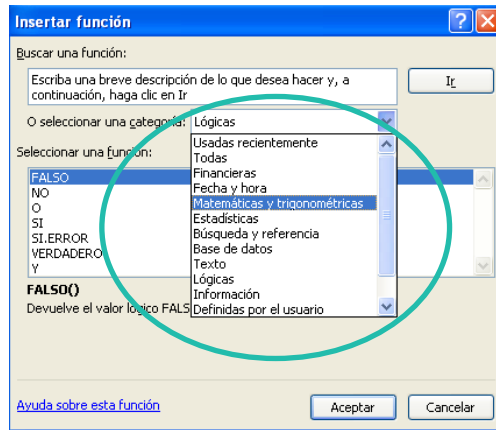 Insertar función
Buscar una función:
Escriba una breve descripción de lo que desea hacer y, a
continuación, haga clic en Ir
Ir
O seleccionar una categoría: Lógicas
Usadas recientemente
Todas
Financieras
Fecha y hora
Matemáticas y trigonométricas
Estadísticas
Búsqueda y referencia
Base de datos
Texto
Lógicas
Información
Definidas por el usuario
Seleccionar una función:
FALSO
NO
O
SI
SI.ERROR
VERDADERO
Y
FALSO()
Devuelve el valor lógico FALS
Ayuda sobre esta función
Aceptar
Cancelar